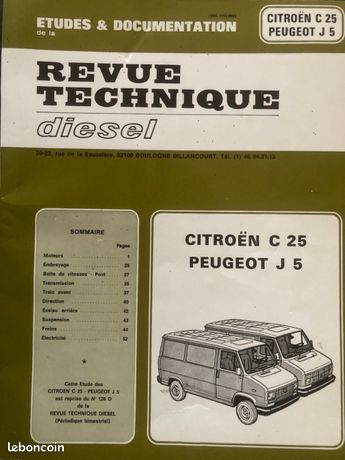 ETUDES & DOCUMENTATION
de la
CITROËN C 25
PEUGEOT J 5
REVUE
TECHNIQUE
diesel
20-22, rue de la Saussière, 92100 BOULOGNE BILLANCOURT. Tél. (1) 46.04.81.13
SOMMAIRE
Pages
Moteurs 1
Embrayage 25
Boîte de vitesses - Pont 27
Transmission 35
Train avant 37
Direction 40
Essieu arrière 42
Suspension 43
Freins 44
Electricité 52
*
Cette Etude des
CITROËN C 25 - PEUGEOT J 5
est reprise du N° 126 D
de la
REVUE TECHNIQUE DIESEL
(Périodique bimestriel)
CITROËN C 25
PEUGEOT J 5
leboncoin